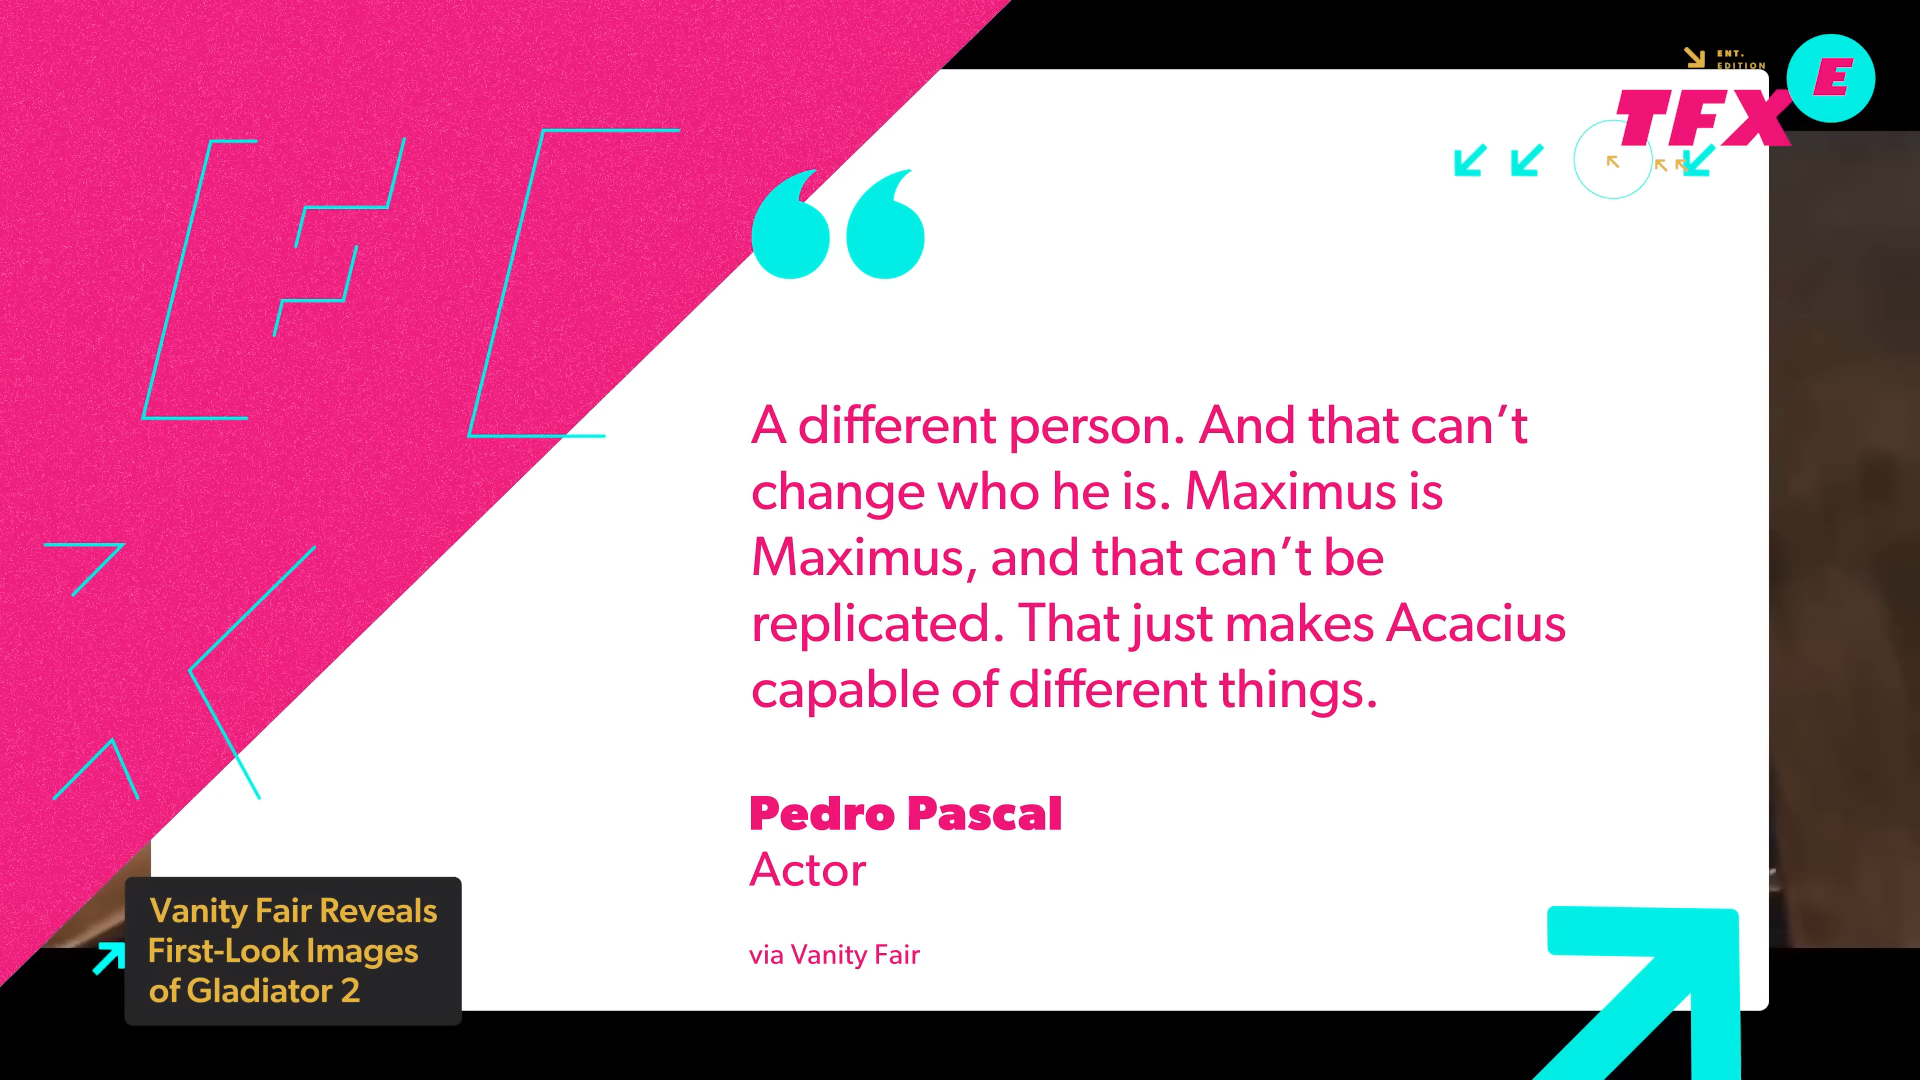 ENT.
EDITION
TFX
E
A different person. And that can't
change who he is. Maximus is
Maximus, and that can't be
replicated. That just makes Acacius
capable of different things.
Pedro Pascal
Actor
via Vanity Fair
Vanity Fair Reveals
First-Look Images
of Gladiator 2